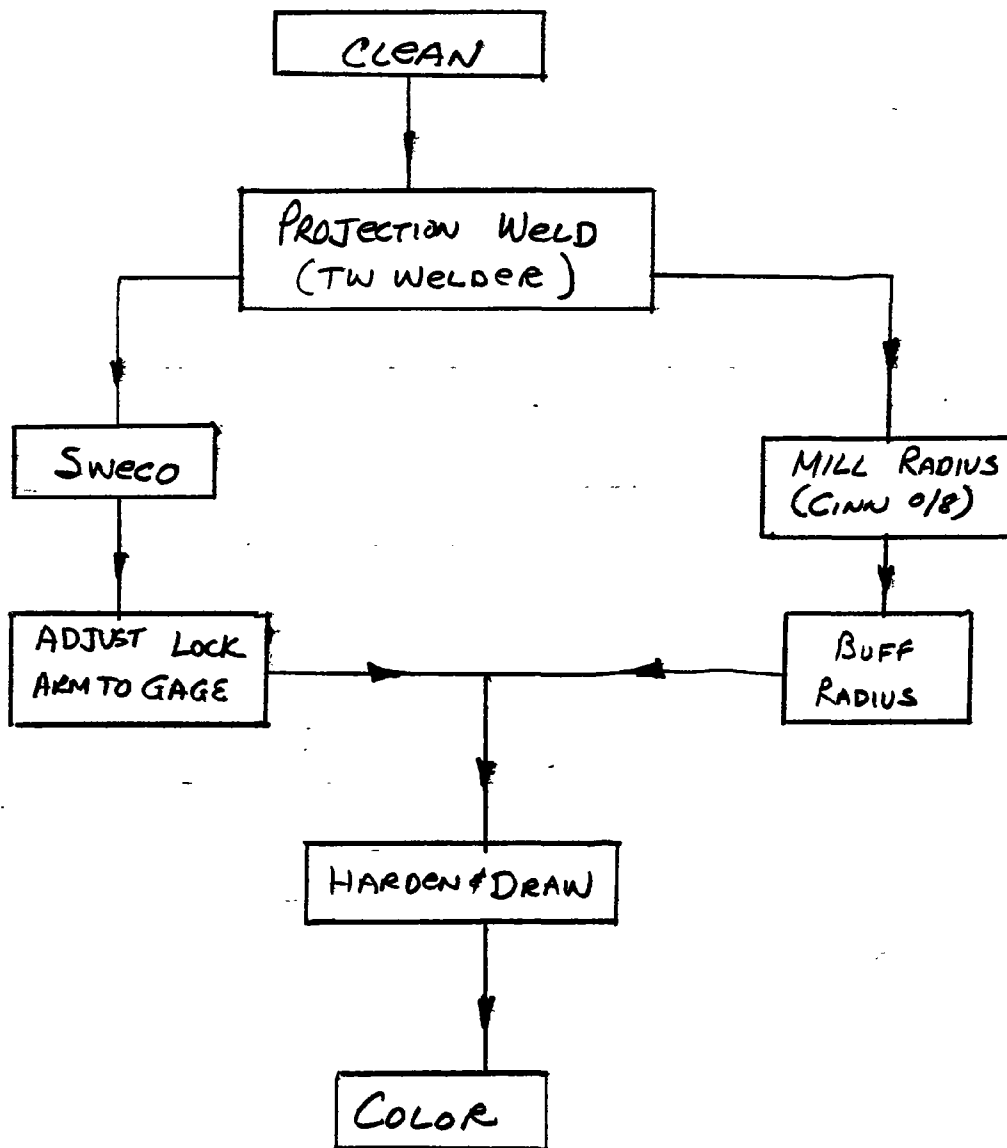 CLEAN
PROJECTION WELD
(TW WELDER)
SWECO
MILL RADIUS
(CINN 0/8)
ADJUST LOCK
ARM TO GAGE
BUFF
RADIUS
HARDEN & DRAW
COLOR